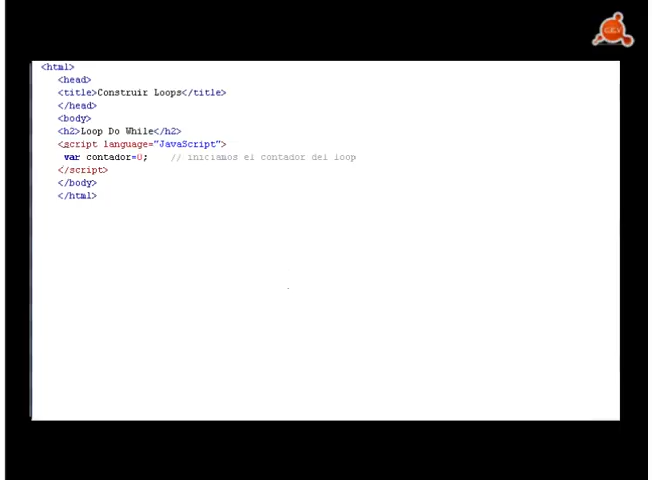 GEV
<html>
<head>
<title>Construir Loops</title>
</head>
<body>
<h2>Loop Do While</h2>
<script language="JavaScript">
var contador=0; // iniciamos el contador del loop
</script>
</body>
</html>